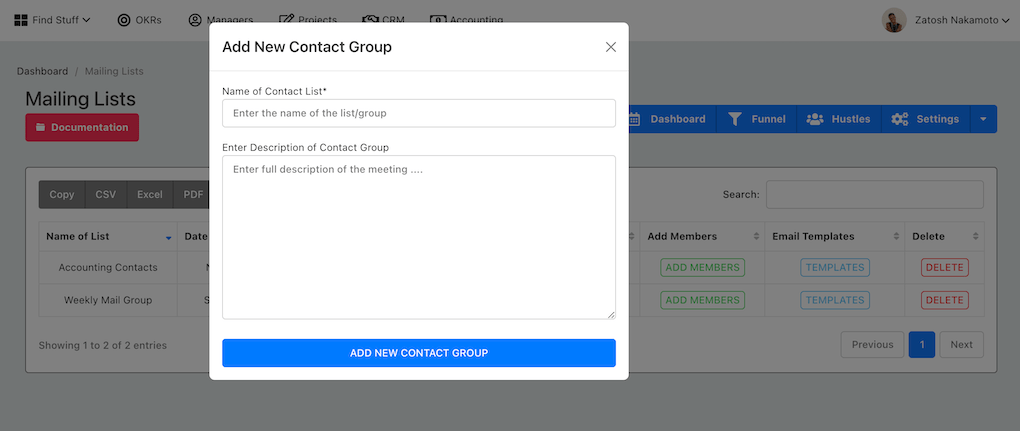 Find Stuff OKRs Managers Projects CRM Accounting Zatosh Nakamoto
Add New Contact Group
Dashboard / Mailing Lists
Mailing Lists
Documentation
Dashboard Funnel Hustles Settings
Name of Contact List*
Enter the name of the list/group
Enter Description of Contact Group
Enter full description of the meeting ....
ADD NEW CONTACT GROUP
Copy CSV Excel PDF
Search:
Name of List Date Add Members Email Templates Delete
Accounting Contacts ADD MEMBERS TEMPLATES DELETE
Weekly Mail Group S ADD MEMBERS TEMPLATES DELETE
Showing 1 to 2 of 2 entries
Previous 1 Next